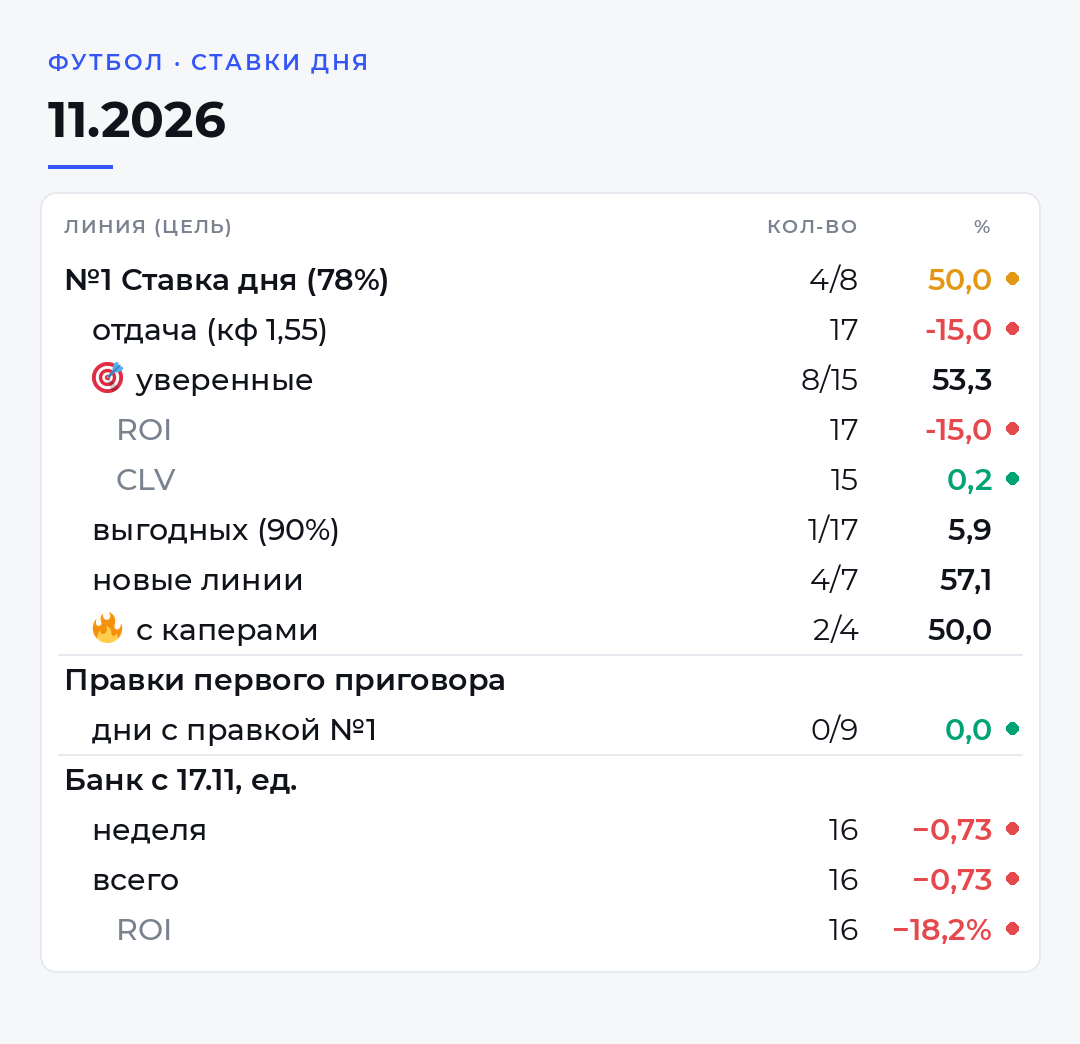 ФУТБОЛ · СТАВКИ ДНЯ
11.2026
ЛИНИЯ (ЦЕЛЬ) КОЛ-ВО %
№1 Ставка дня (78%) 4/8 50,0
отдача (кф 1,55) 17 -15,0
уверенные 8/15 53,3
ROI 17 -15,0
CLV 15 0,2
выгодных (90%) 1/17 5,9
новые линии 4/7 57,1
с каперами 2/4 50,0
Правки первого приговора
дни с правкой №1 0/9 0,0
Банк с 17.11, ед.
неделя 16 −0,73
всего 16 −0,73
ROI 16 −18,2%